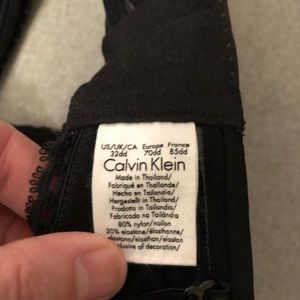 US/UK/CA Europe France
32dd 70dd 85dd
Calvin Klein
Made in Thailand/
Fabriqué en Thaïlande/
Hecho en Tailandia/
Hergestellt in Thailand/
Prodotto in Tailandia/
Fabricado na Tailândia
80% nylon/nailon
20% elastane/élasthanne/
elastano/elasthan/elastan
exclusive of decoration/